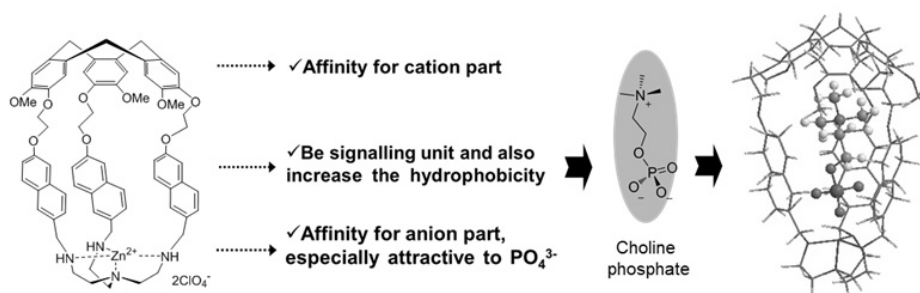 OMe
OMe
OMe
O
O
O
O
O
O
HN
HN
NH
Zn2+
N
2ClO4-
✓Affinity for cation part
✓Be signalling unit and also
increase the hydrophobicity
✓Affinity for anion part,
especially attractive to PO₄³⁻
N
+
O
P
O
O
O
−
−
Choline
phosphate